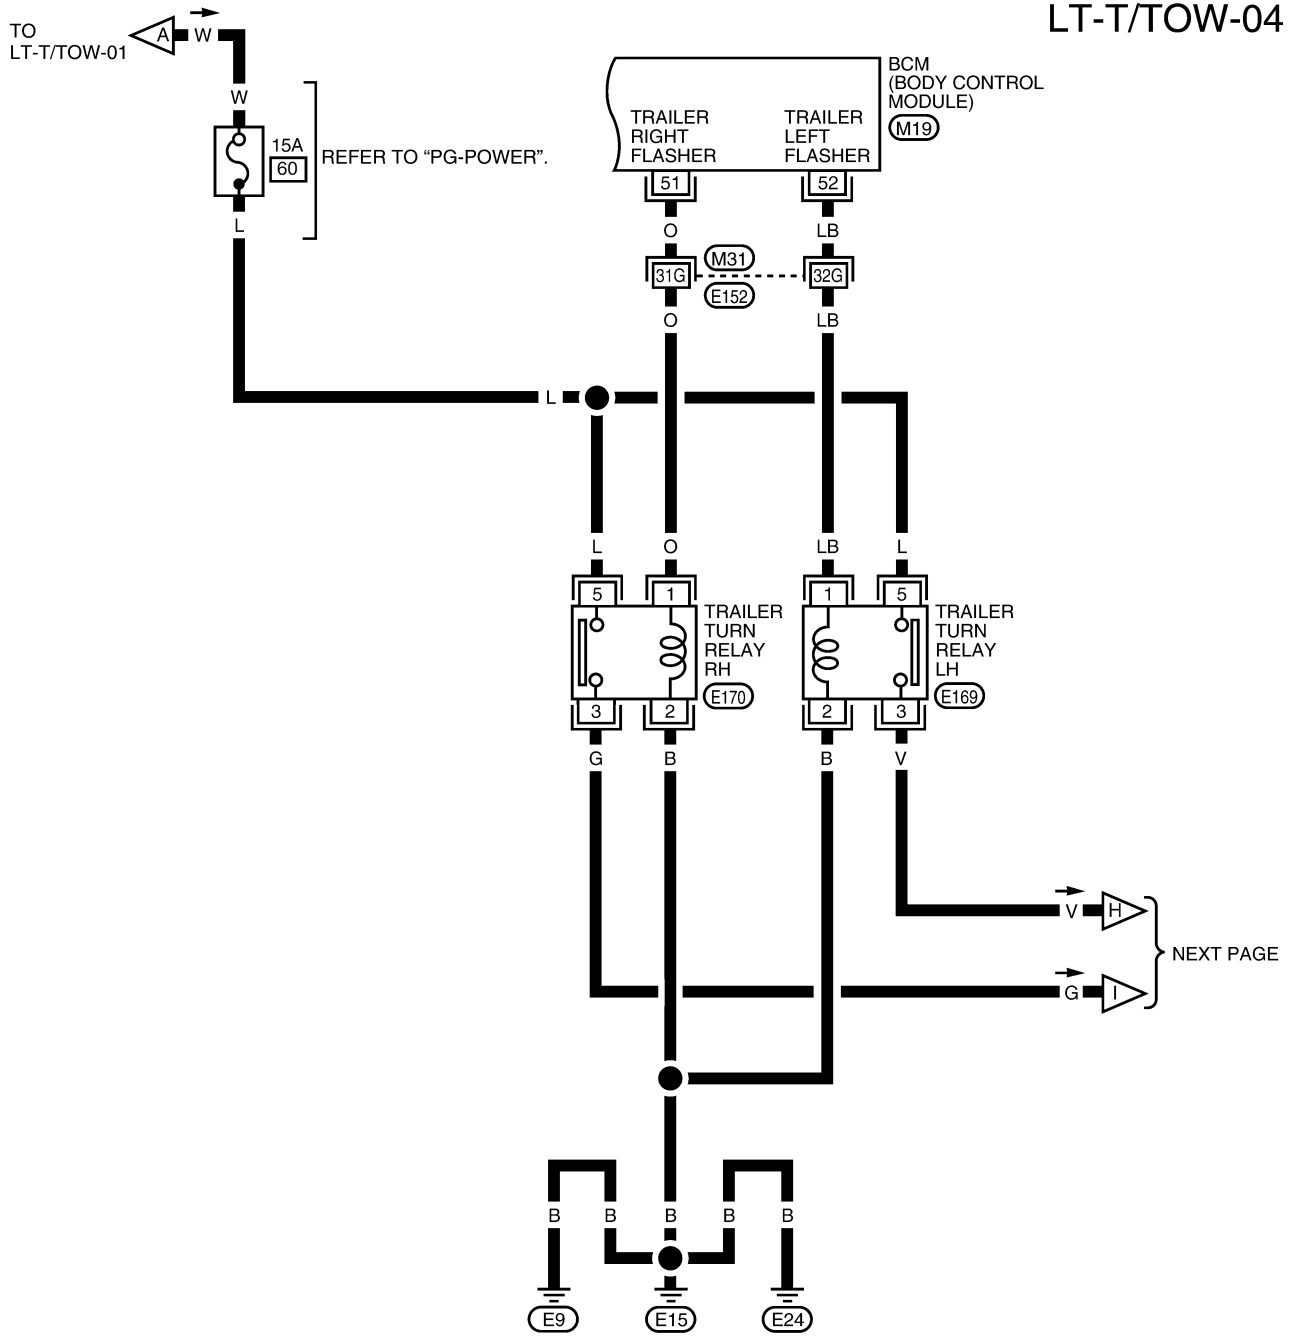 LT-T/TOW-04
TO
LT-T/TOW-01
A
W
W
15A
60
REFER TO “PG-POWER”.
L
BCM
(BODY CONTROL
MODULE)
M19
TRAILER
RIGHT
FLASHER
TRAILER
LEFT
FLASHER
51
52
O
LB
31G
M31
E152
32G
O
LB
L
L
O
LB
L
5
1
1
5
TRAILER
TURN
RELAY
RH
E170
TRAILER
TURN
RELAY
LH
E169
3
2
2
3
G
B
B
V
V
H
G
I
NEXT PAGE
B
B
B
B
B
E9
E15
E24